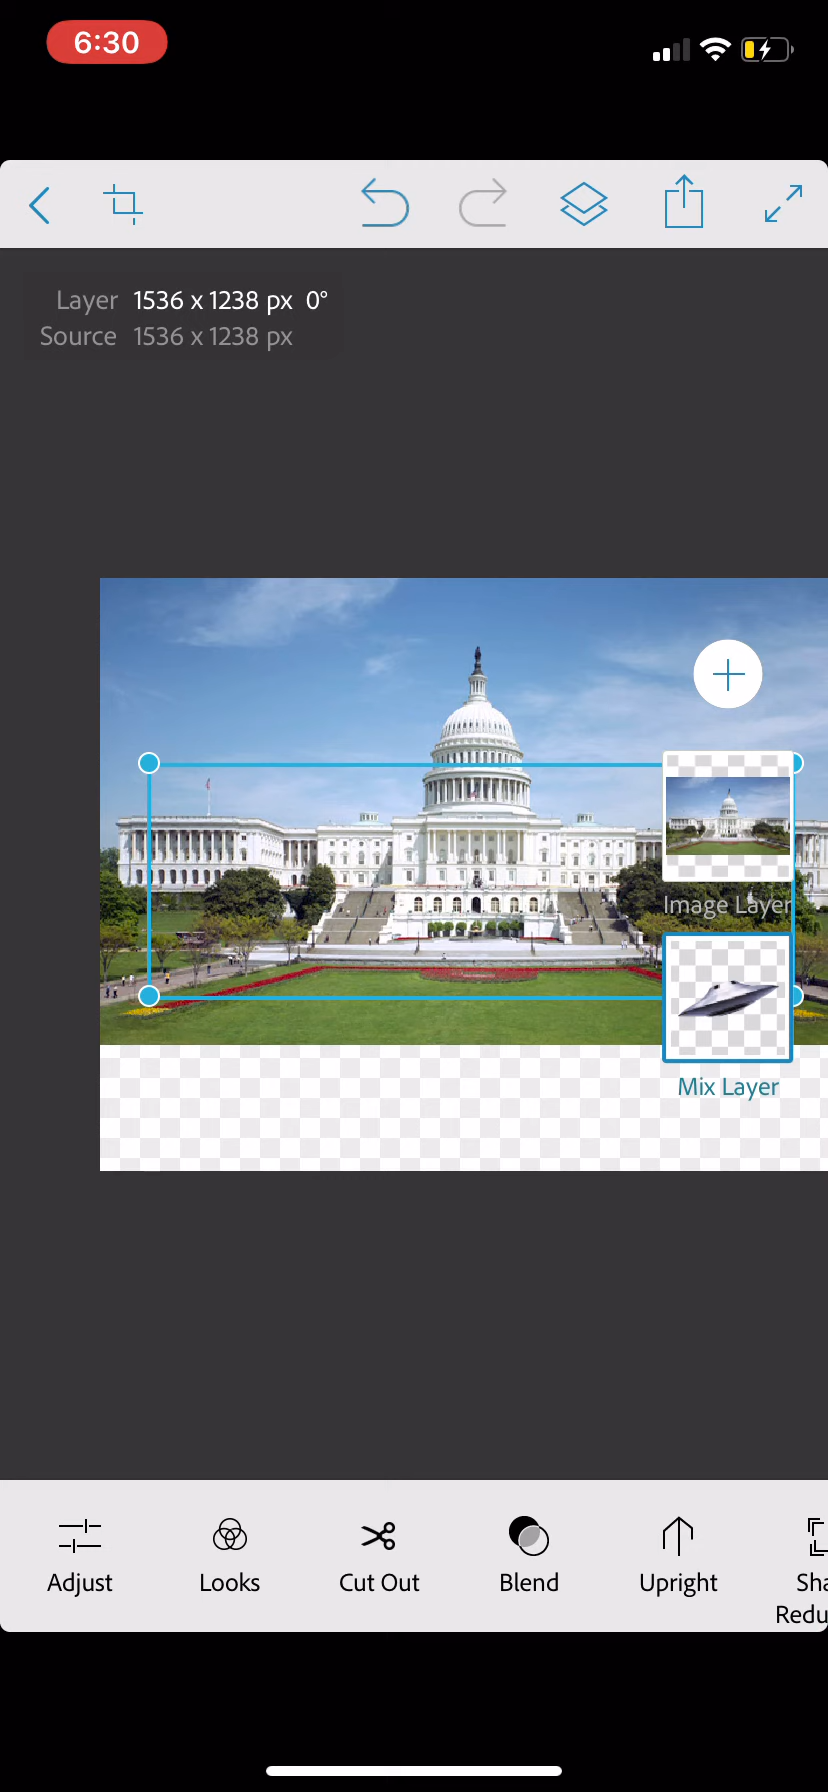 6:30
Layer 1536 x 1238 px 0°
Source 1536 x 1238 px
Image Layer
Mix Layer
Adjust
Looks
Cut Out
Blend
Upright
Sha
Redu